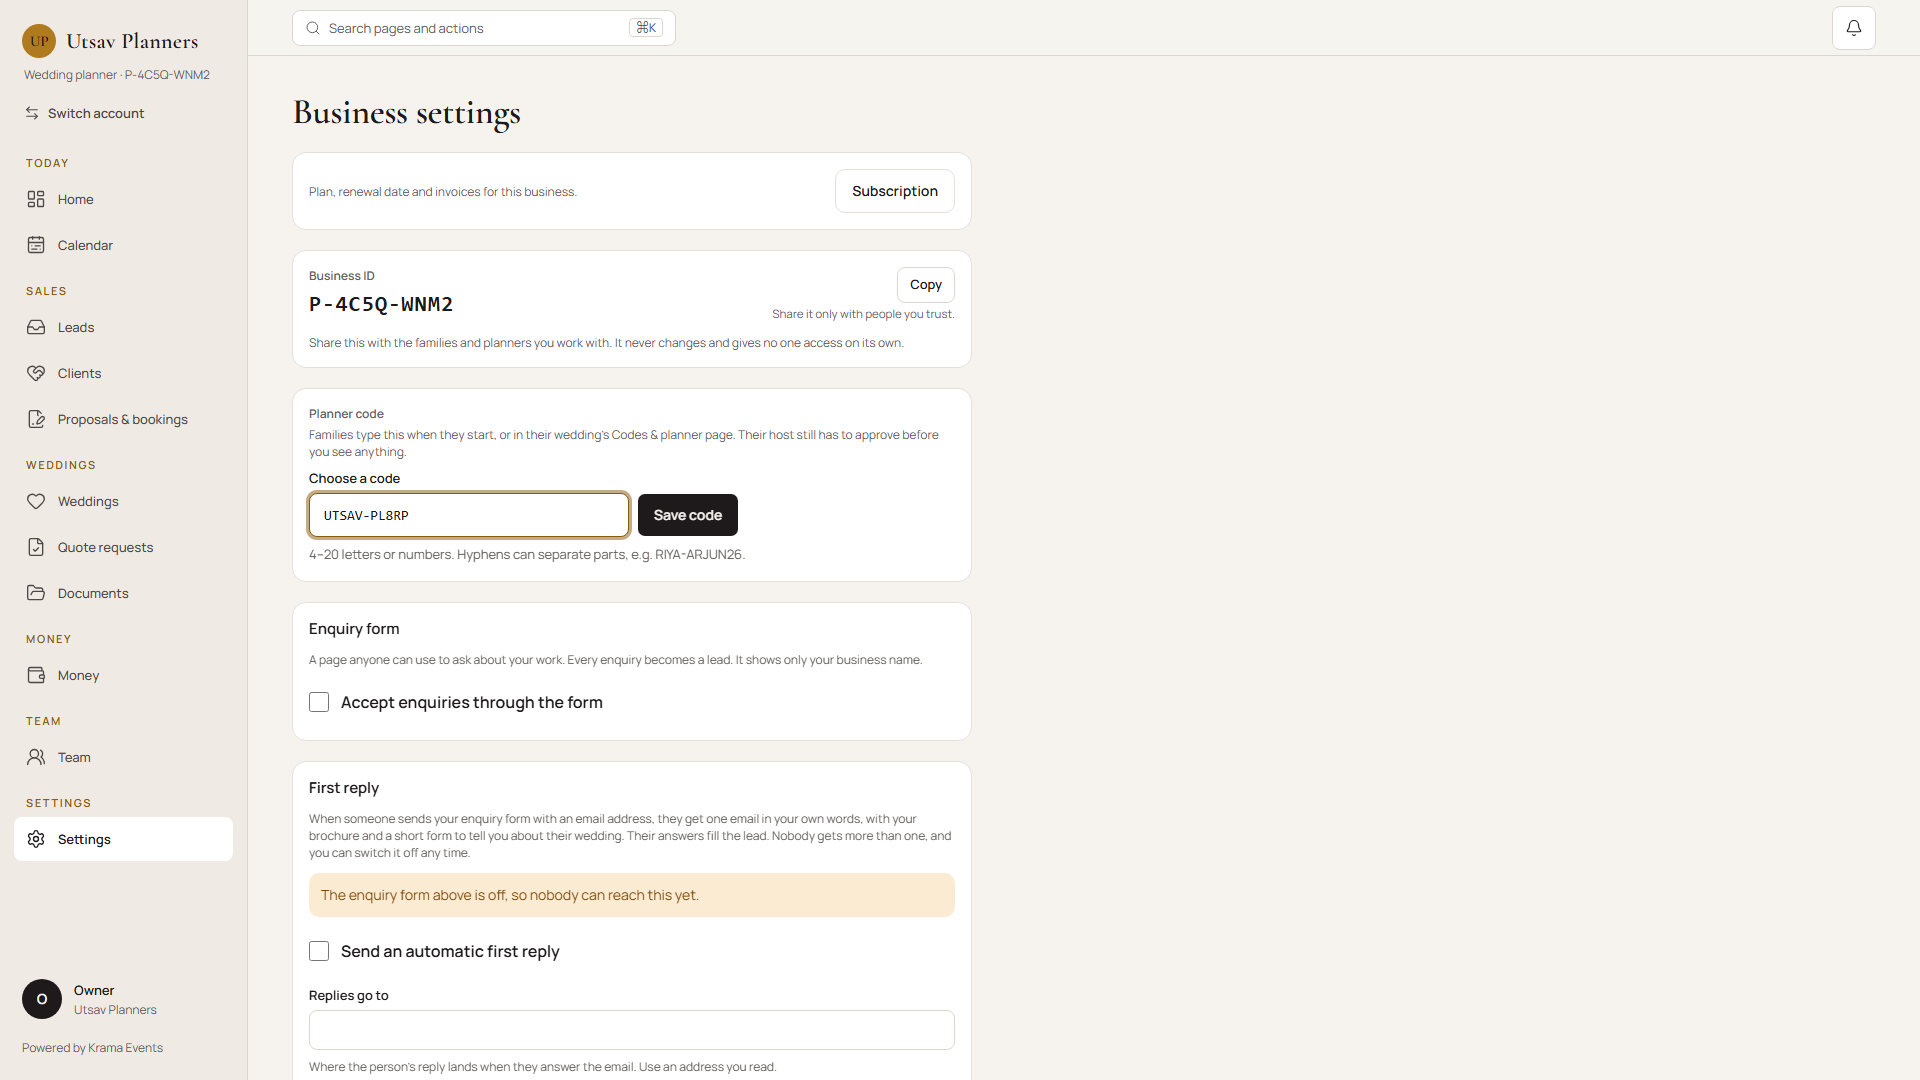 UP Utsav Planners
Wedding planner · P-4C5Q-WNM2
Switch account
TODAY
Home
Calendar
SALES
Leads
Clients
Proposals & bookings
WEDDINGS
Weddings
Quote requests
Documents
MONEY
Money
TEAM
Team
SETTINGS
Settings
O
Owner
Utsav Planners
Powered by Krama Events
Search pages and actions ⌘K
Business settings
Plan, renewal date and invoices for this business.
Subscription
Business ID
P-4C5Q-WNM2
Copy
Share it only with people you trust.
Share this with the families and planners you work with. It never changes and gives no one access on its own.
Planner code
Families type this when they start, or in their wedding's Codes & planner page. Their host still has to approve before
you see anything.
Choose a code
UTSAV-PL8RP
Save code
4–20 letters or numbers. Hyphens can separate parts, e.g. RIYA-ARJUN26.
Enquiry form
A page anyone can use to ask about your work. Every enquiry becomes a lead. It shows only your business name.
Accept enquiries through the form
First reply
When someone sends your enquiry form with an email address, they get one email in your own words, with your
brochure and a short form to tell you about their wedding. Their answers fill the lead. Nobody gets more than one, and
you can switch it off any time.
The enquiry form above is off, so nobody can reach this yet.
Send an automatic first reply
Replies go to
Where the person's reply lands when they answer the email. Use an address you read.